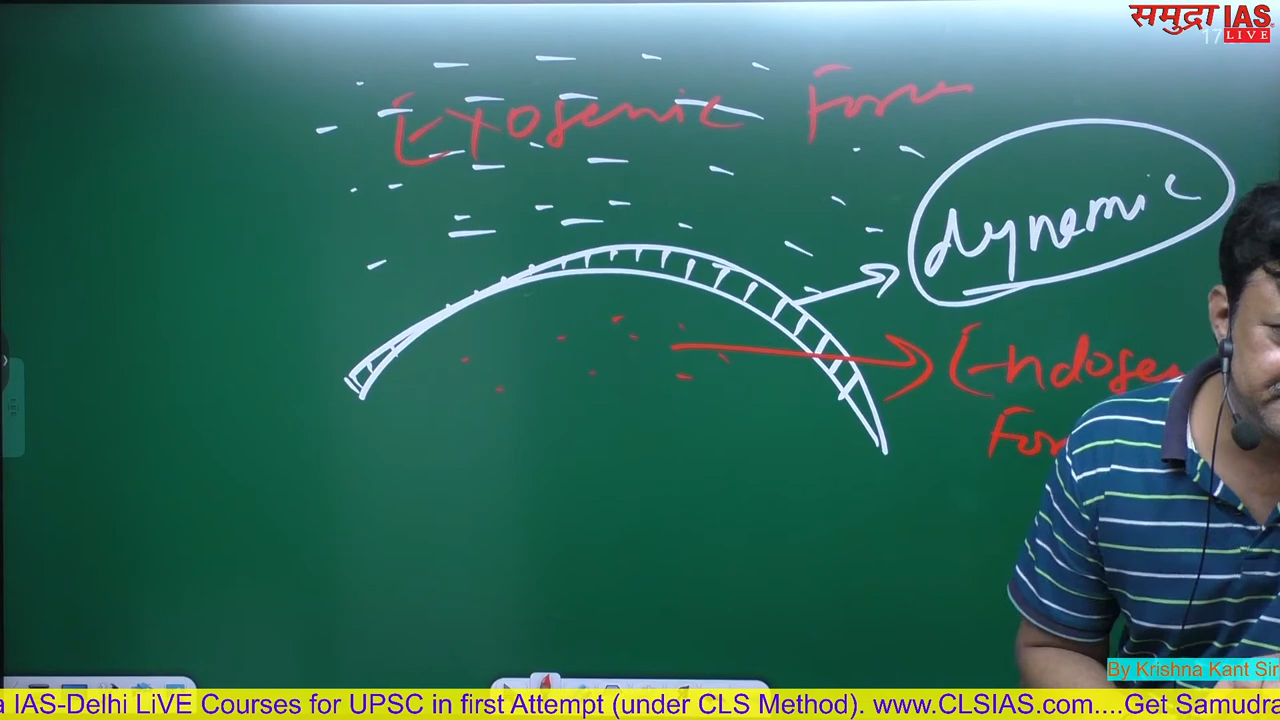 समुद्रा IAS
LIVE
17
Exogenic Force
dynamic
Endogen
For
By Krishna Kant Sir
a IAS-Delhi LiVE Courses for UPSC in first Attempt (under CLS Method). www.CLSIAS.com....Get Samudra